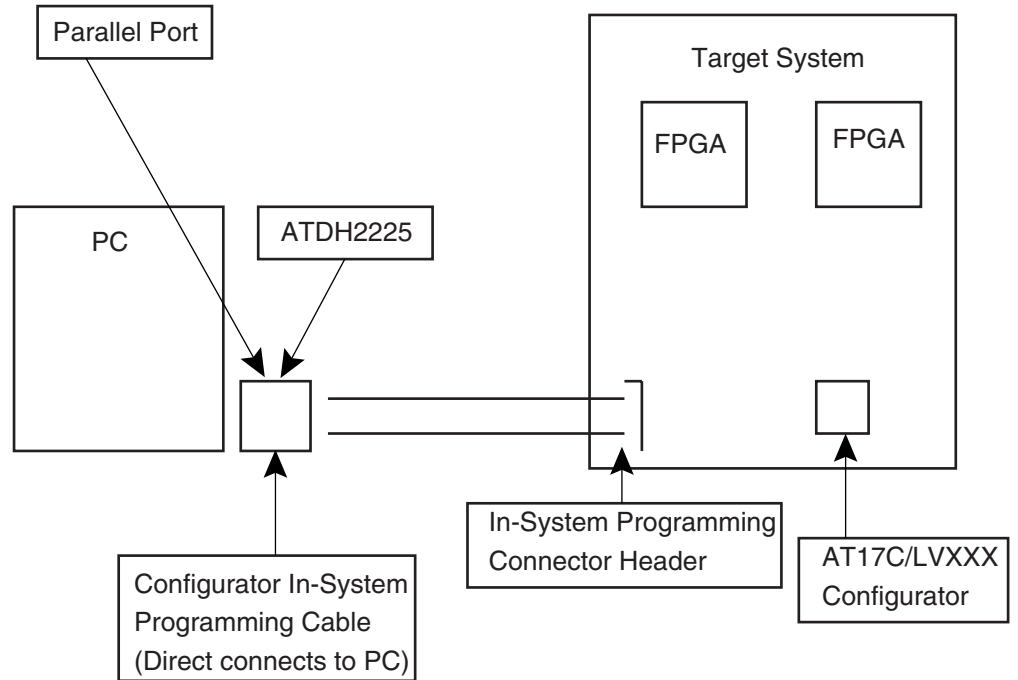 Parallel Port
Target System
FPGA
FPGA
PC
ATDH2225
In-System Programming
Connector Header
AT17C/LVXXX
Configurator
Configurator In-System
Programming Cable
(Direct connects to PC)